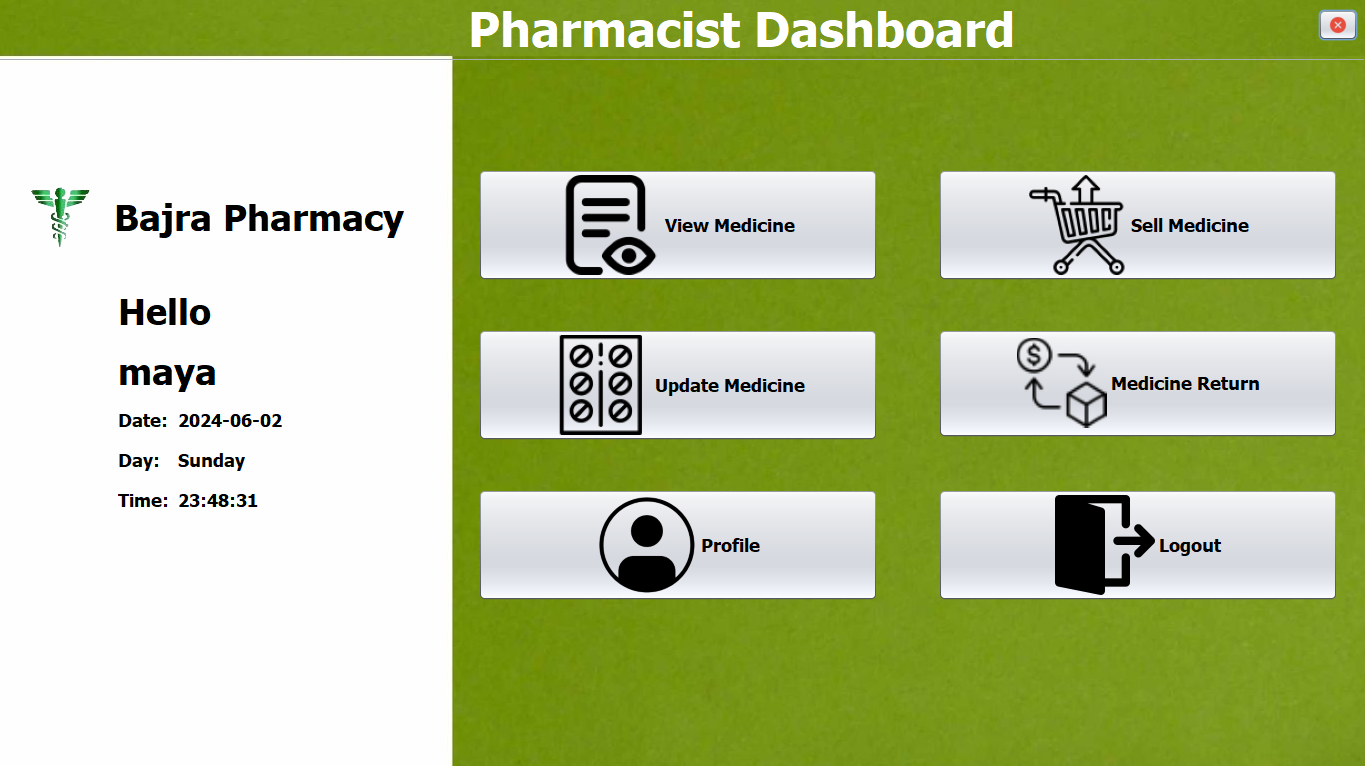 Pharmacist Dashboard
Bajra Pharmacy
Hello
maya
Date: 2024-06-02
Day: Sunday
Time: 23:48:31
View Medicine
Sell Medicine
Update Medicine
$
Medicine Return
Profile
Logout